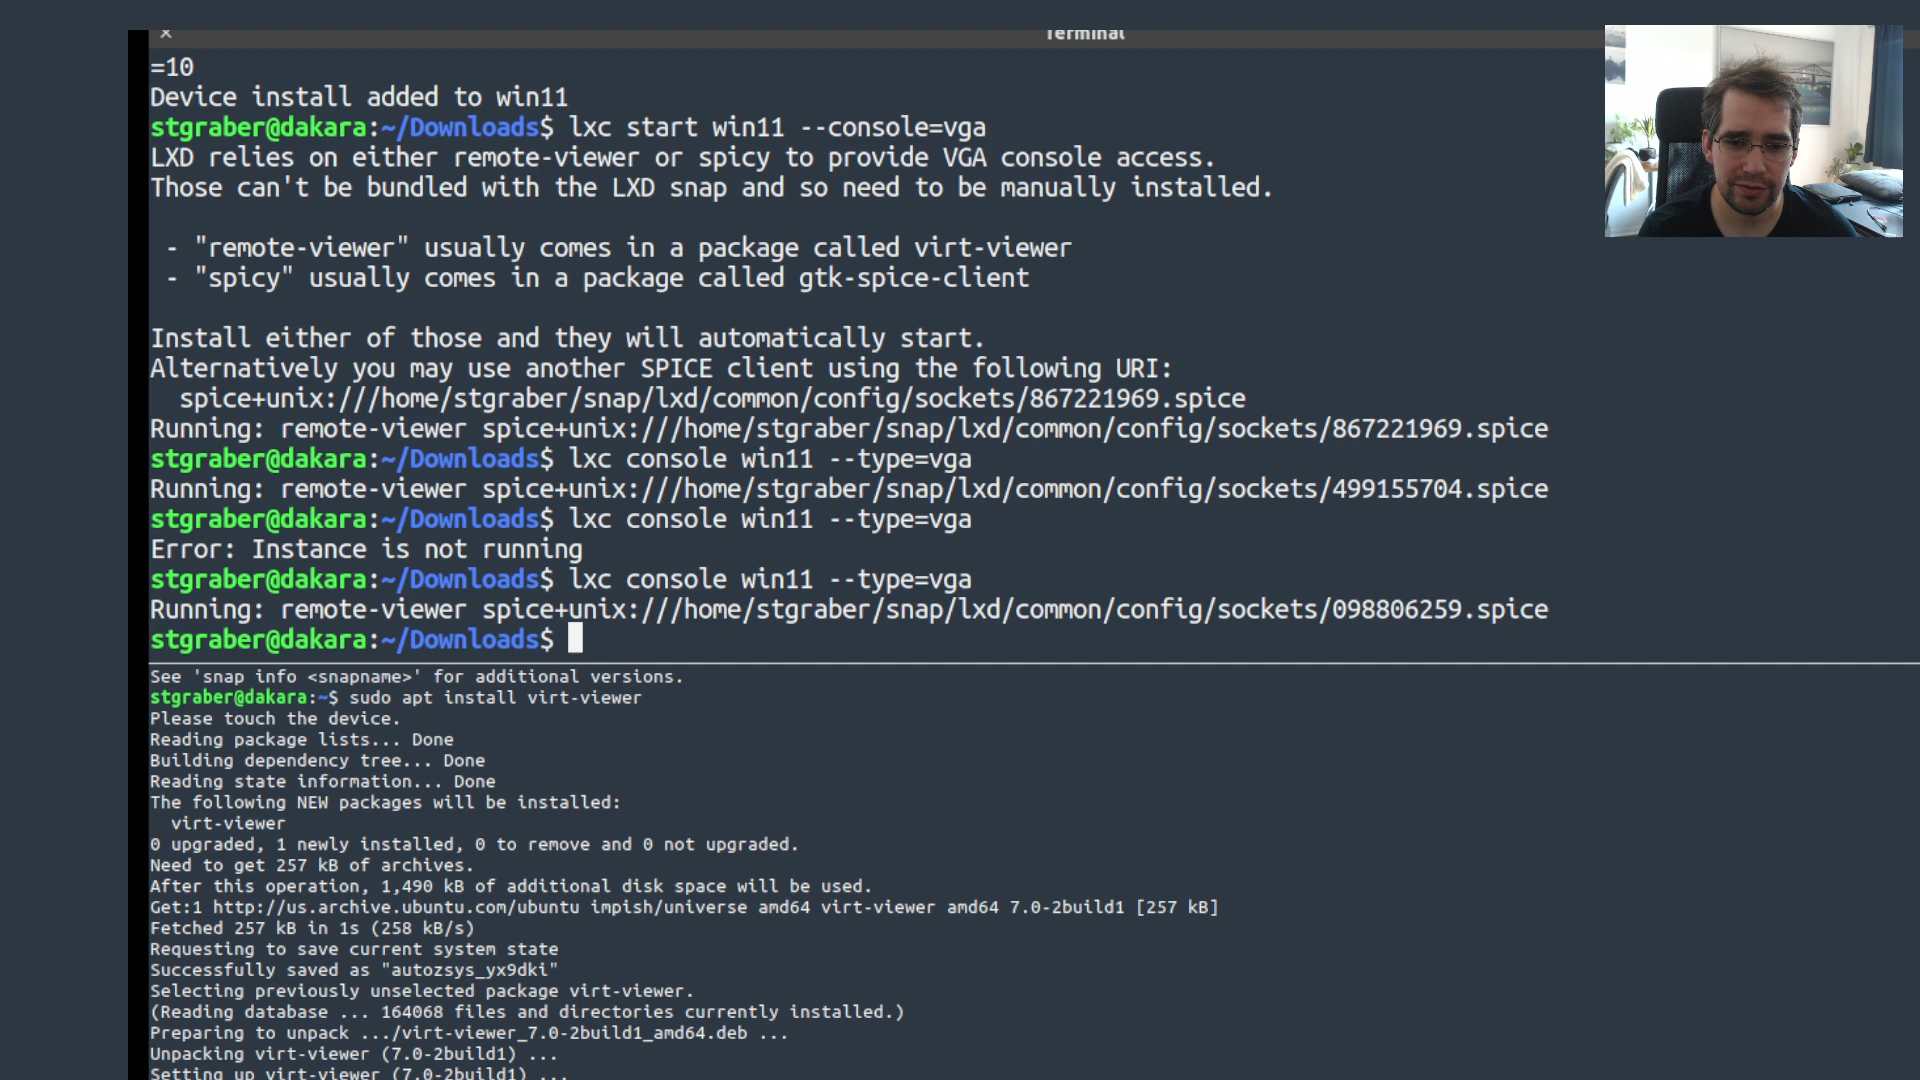 Terminal
=10
Device install added to win11
stgraber@dakara:~/Downloads$ lxc start win11 --console=vga
LXD relies on either remote-viewer or spicy to provide VGA console access.
Those can't be bundled with the LXD snap and so need to be manually installed.
- "remote-viewer" usually comes in a package called virt-viewer
- "spicy" usually comes in a package called gtk-spice-client
Install either of those and they will automatically start.
Alternatively you may use another SPICE client using the following URI:
spice+unix:///home/stgraber/snap/lxd/common/config/sockets/867221969.spice
Running: remote-viewer spice+unix:///home/stgraber/snap/lxd/common/config/sockets/867221969.spice
stgraber@dakara:~/Downloads$ lxc console win11 --type=vga
Running: remote-viewer spice+unix:///home/stgraber/snap/lxd/common/config/sockets/499155704.spice
stgraber@dakara:~/Downloads$ lxc console win11 --type=vga
Error: Instance is not running
stgraber@dakara:~/Downloads$ lxc console win11 --type=vga
Running: remote-viewer spice+unix:///home/stgraber/snap/lxd/common/config/sockets/098806259.spice
stgraber@dakara:~/Downloads$
See 'snap info <snapname>' for additional versions.
stgraber@dakara:~$ sudo apt install virt-viewer
Please touch the device.
Reading package lists... Done
Building dependency tree... Done
Reading state information... Done
The following NEW packages will be installed:
virt-viewer
0 upgraded, 1 newly installed, 0 to remove and 0 not upgraded.
Need to get 257 kB of archives.
After this operation, 1,490 kB of additional disk space will be used.
Get:1 http://us.archive.ubuntu.com/ubuntu impish/universe amd64 virt-viewer amd64 7.0-2build1 [257 kB]
Fetched 257 kB in 1s (258 kB/s)
Requesting to save current system state
Successfully saved as "autozsys_yx9dki"
Selecting previously unselected package virt-viewer.
(Reading database ... 164068 files and directories currently installed.)
Preparing to unpack .../virt-viewer_7.0-2build1_amd64.deb ...
Unpacking virt-viewer (7.0-2build1) ...
Setting up virt-viewer (7.0-2build1) ...